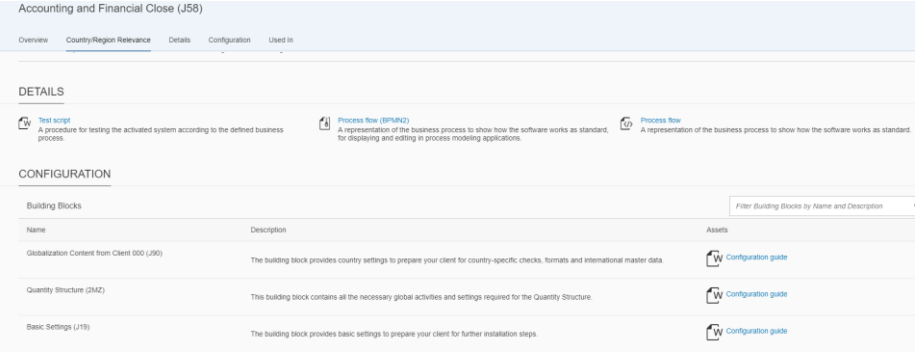 Accounting and Financial Close (J58)
Overview Country/Region Relevance Details Configuration Used In
DETAILS
Test script
A procedure for testing the activated system according to the defined business
process.
Process flow (BPMN2)
A representation of the business process to show how the software works as standard,
for displaying and editing in process modeling applications.
Process flow
A representation of the business process to show how the software works as standard.
CONFIGURATION
Building Blocks
Filter Building Blocks by Name and Description
Name Description Assets
Globalization Content from Client 000 (J90) The building block provides country settings to prepare your client for country-specific checks, formats and international master data. Configuration guide
Quantity Structure (2MZ) This building block contains all the necessary global activities and settings required for the Quantity Structure. Configuration guide
Basic Settings (J19) The building block provides basic settings to prepare your client for further installation steps. Configuration guide